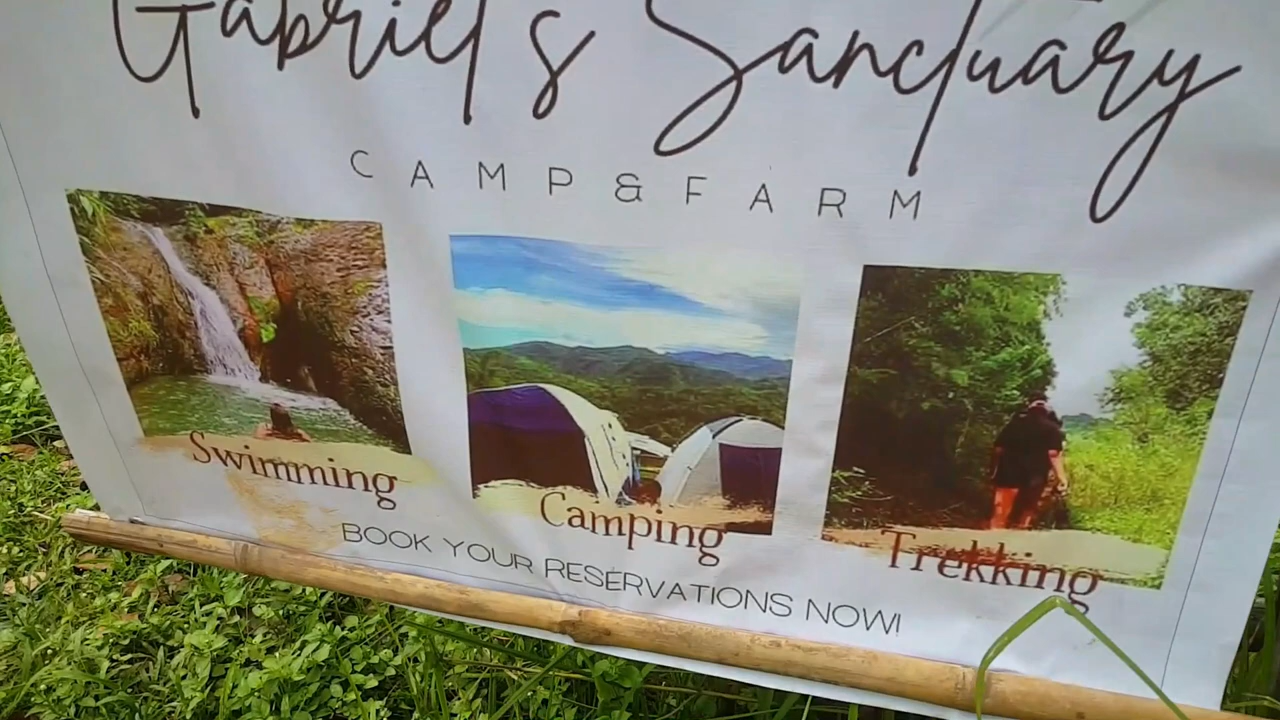 Gabriel's Sanctuary
CAMP & FARM
Swimming
Camping
Trekking
BOOK YOUR RESERVATIONS NOW!